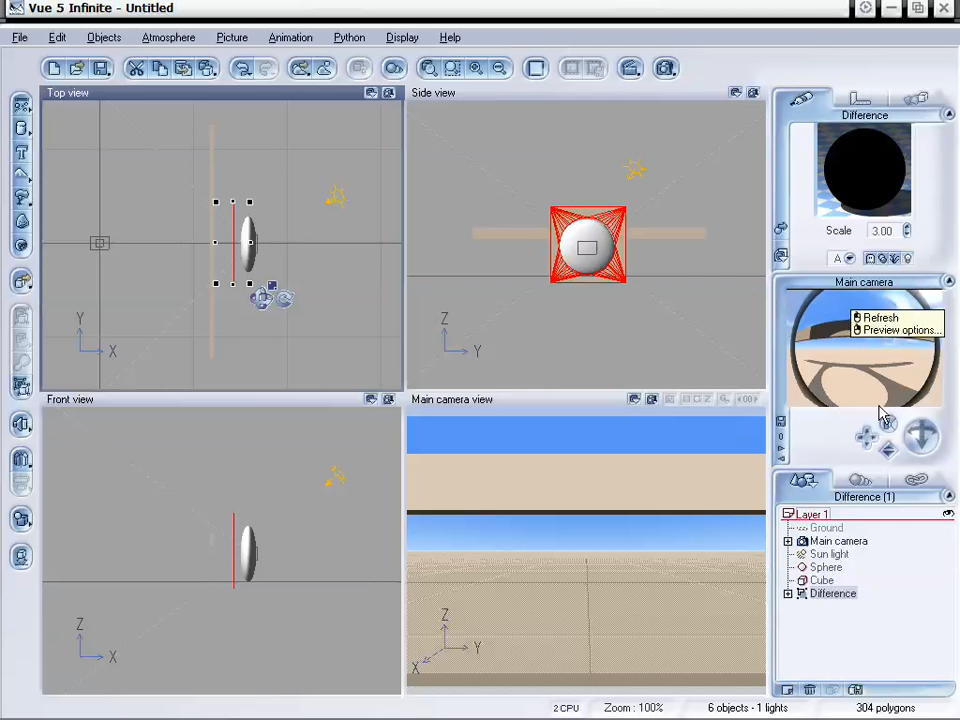 Vue 5 Infinite - Untitled
File Edit Objects Atmosphere Picture Animation Python Display Help
Top view
Side view
Difference
Scale 3.00
A
Main camera
Refresh
Preview options...
Y
X
Z
Y
Front view
Main camera view
0
Difference (1)
Layer 1
Ground
Main camera
Sun light
Sphere
Cube
Difference
Z
X
Z
Y
X
2 CPU Zoom : 100% 6 objects - 1 lights 304 polygons